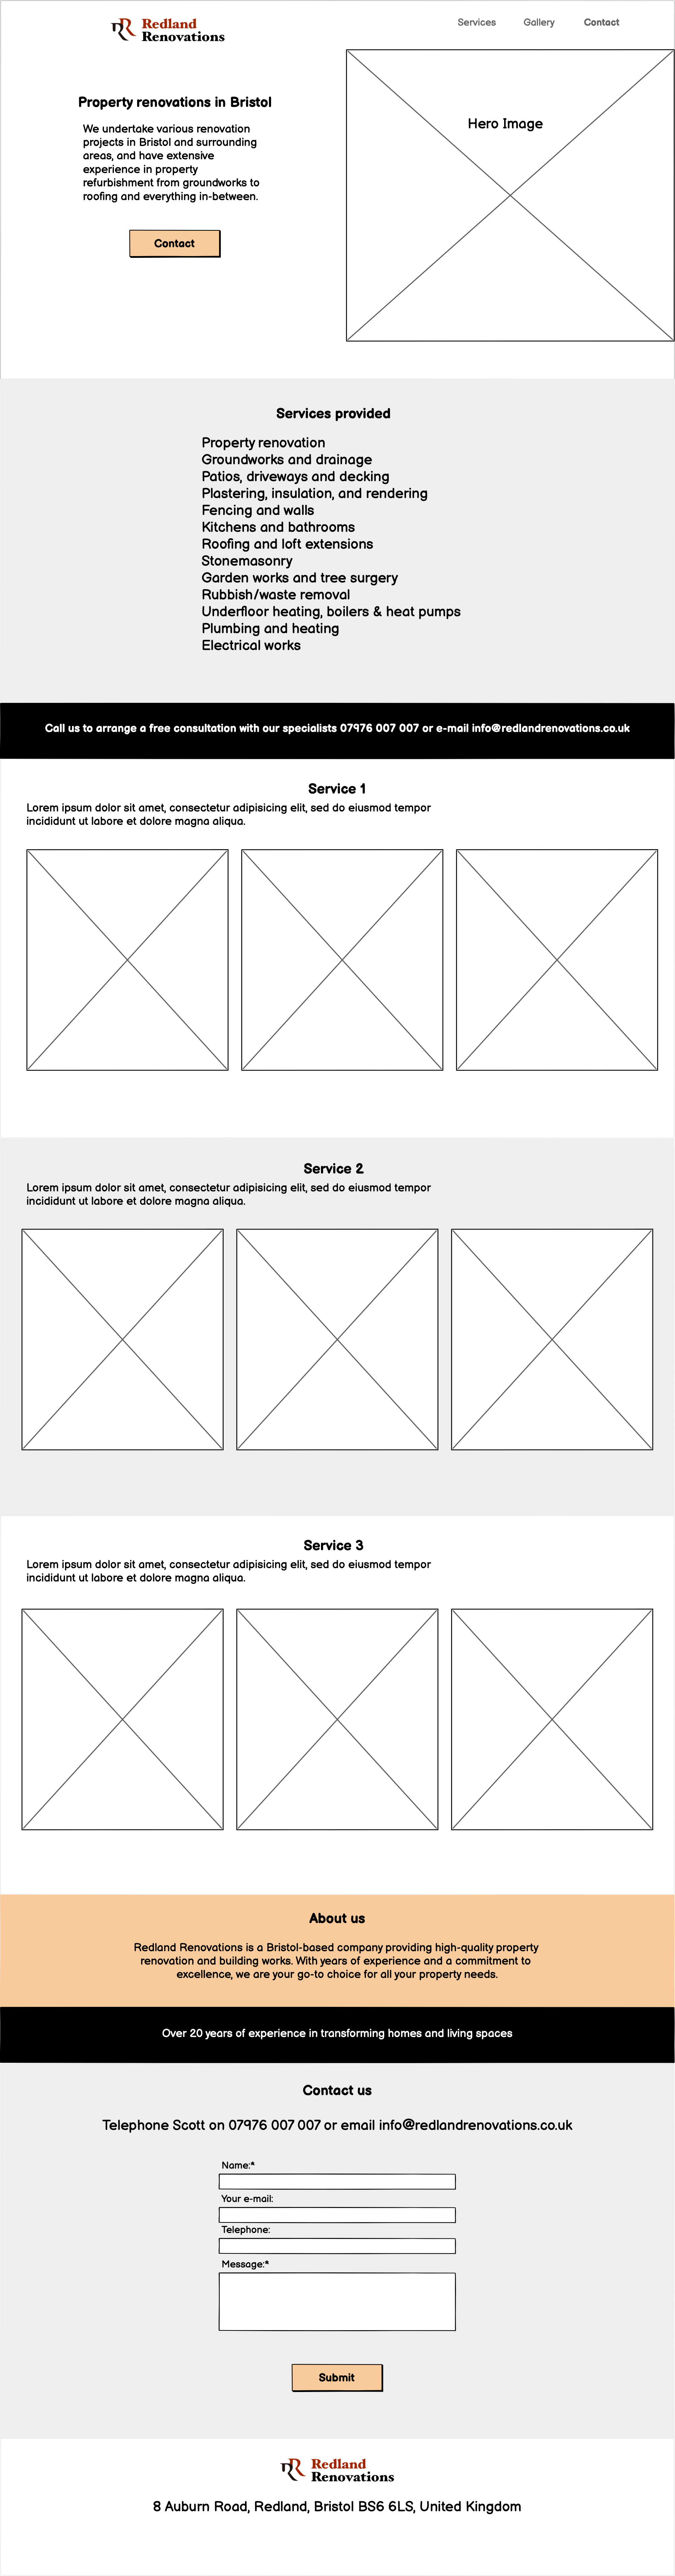 Redland
Renovations
Services
Gallery
Contact
Hero Image
Property renovations in Bristol
We undertake various renovation
projects in Bristol and surrounding
areas, and have extensive
experience in property
refurbishment from groundworks to
roofing and everything in-between.
Contact
Services provided
Property renovation
Groundworks and drainage
Patios, driveways and decking
Plastering, insulation, and rendering
Fencing and walls
Kitchens and bathrooms
Roofing and loft extensions
Stonemasonry
Garden works and tree surgery
Rubbish/waste removal
Underfloor heating, boilers & heat pumps
Plumbing and heating
Electrical works
Call us to arrange a free consultation with our specialists 07976 007 007 or e-mail info@redlandrenovations.co.uk
Service 1
Lorem ipsum dolor sit amet, consectetur adipisicing elit, sed do eiusmod tempor
incididunt ut labore et dolore magna aliqua.
Service 2
Lorem ipsum dolor sit amet, consectetur adipisicing elit, sed do eiusmod tempor
incididunt ut labore et dolore magna aliqua.
Service 3
Lorem ipsum dolor sit amet, consectetur adipisicing elit, sed do eiusmod tempor
incididunt ut labore et dolore magna aliqua.
About us
Redland Renovations is a Bristol-based company providing high-quality property
renovation and building works. With years of experience and a commitment to
excellence, we are your go-to choice for all your property needs.
Over 20 years of experience in transforming homes and living spaces
Contact us
Telephone Scott on 07976 007 007 or email info@redlandrenovations.co.uk
Name:*
Your e-mail:
Telephone:
Message:*
Submit
Redland
Renovations
8 Auburn Road, Redland, Bristol BS6 6LS, United Kingdom